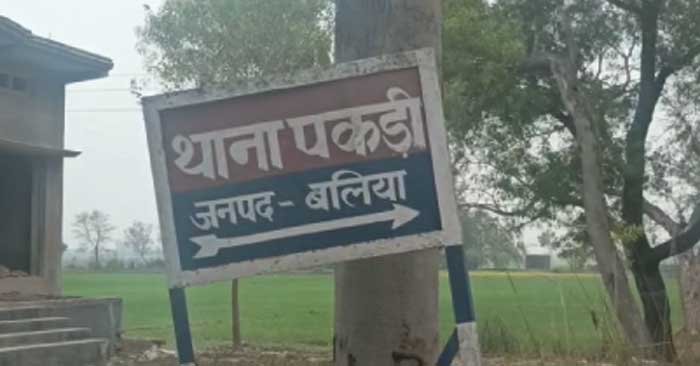 थाना पकड़ी
जनपद - बलिया